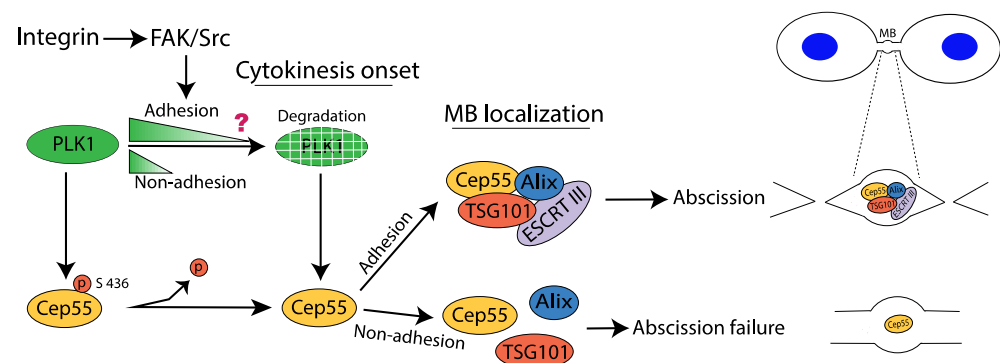 Integrin
FAK/Src
Cytokinesis onset
MB
Adhesion
?
Degradation
PLK1
PLK1
Non-adhesion
MB localization
Cep55
Alix
TSG101
ESCRT III
Abscission
Cep55
Alix
TSG101
ESCRT III
Adhesion
p
S 436
p
Cep55
Cep55
Non-adhesion
Cep55
Alix
TSG101
Abscission failure
Cep55